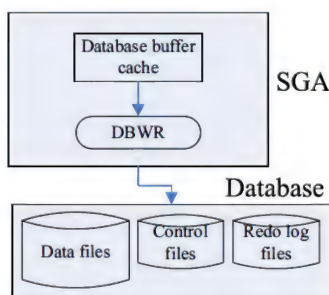 Database buffer
cache
SGA
DBWR
Database
Data files
Control
files
Redo log
files